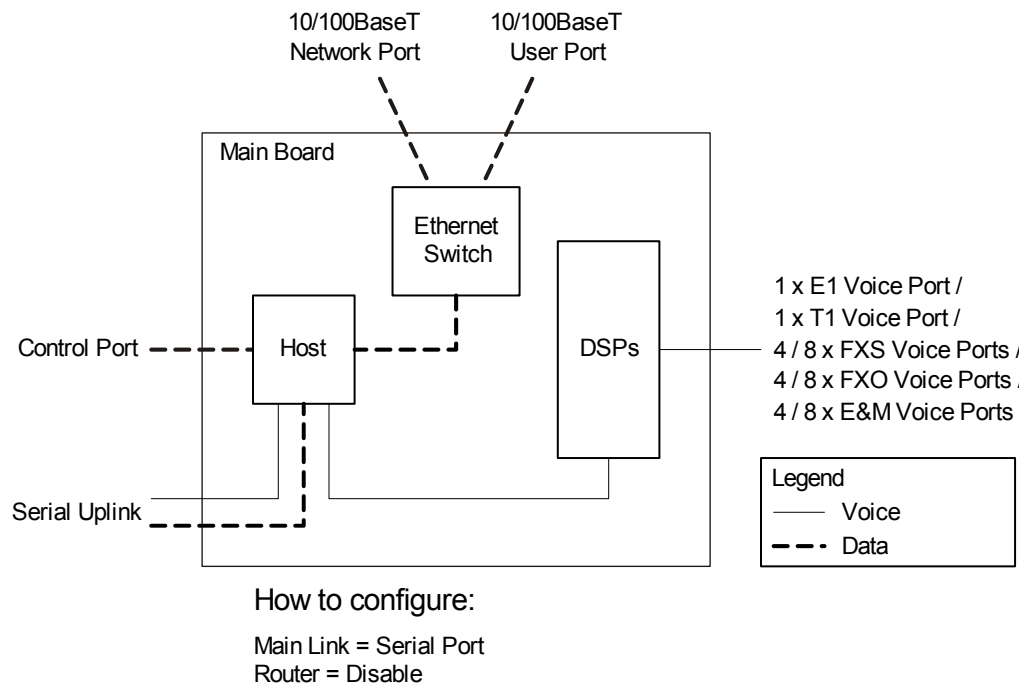 10/100BaseT
Network Port
10/100BaseT
User Port
Main Board
Ethernet
Switch
Host
DSPs
Control Port
Serial Uplink
1 x E1 Voice Port /
1 x T1 Voice Port /
4 / 8 x FXS Voice Ports /
4 / 8 x FXO Voice Ports /
4 / 8 x E&M Voice Ports
Legend
Voice
Data
How to configure:
Main Link = Serial Port
Router = Disable